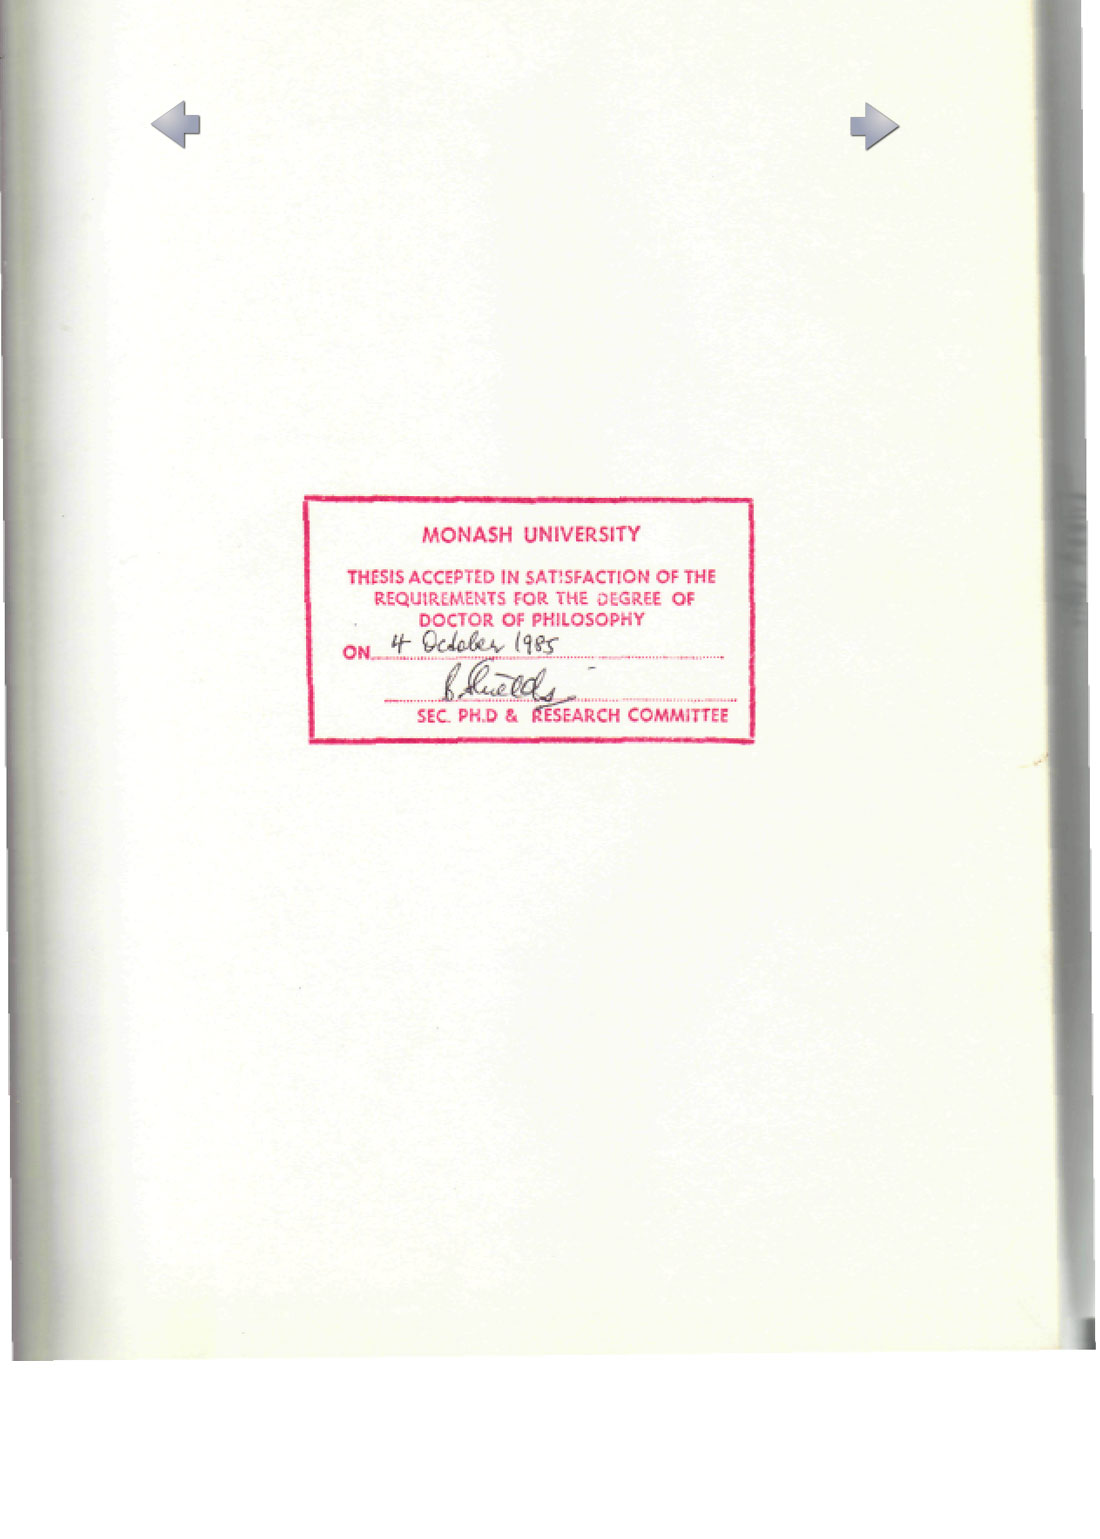 MONASH UNIVERSITY
THESIS ACCEPTED IN SATISFACTION OF THE
REQUIREMENTS FOR THE DEGREE OF
DOCTOR OF PHILOSOPHY
ON 4 October 1985
B Shields
SEC. PH.D & RESEARCH COMMITTEE